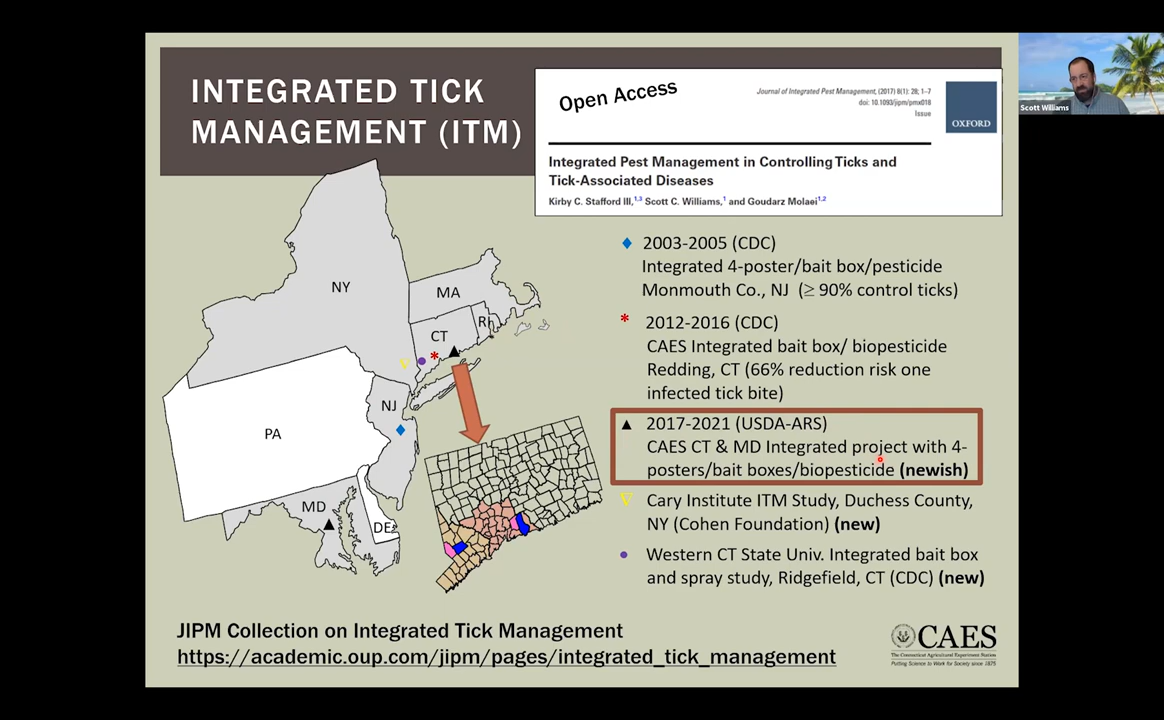 INTEGRATED TICK
MANAGEMENT (ITM)
Open Access
Journal of Integrated Pest Management, (2017) 8(1): 28; 1–7
doi: 10.1093/jipm/pmx018
Issue
OXFORD
Integrated Pest Management in Controlling Ticks and
Tick-Associated Diseases
Kirby C. Stafford III,1,3 Scott C. Williams,1 and Goudarz Molaei1,2
Scott Williams
NY
MA
CT
RI
NJ
PA
MD
DE
♦ 2003-2005 (CDC)
Integrated 4-poster/bait box/pesticide
Monmouth Co., NJ (≥ 90% control ticks)
* 2012-2016 (CDC)
CAES Integrated bait box/ biopesticide
Redding, CT (66% reduction risk one
infected tick bite)
▲ 2017-2021 (USDA-ARS)
CAES CT & MD Integrated project with 4-
posters/bait boxes/biopesticide (newish)
Cary Institute ITM Study, Duchess County,
NY (Cohen Foundation) (new)
• Western CT State Univ. Integrated bait box
and spray study, Ridgefield, CT (CDC) (new)
JIPM Collection on Integrated Tick Management
https://academic.oup.com/jipm/pages/integrated_tick_management
CAES
The Connecticut Agricultural Experiment Station
Putting Science to Work for Society since 1875